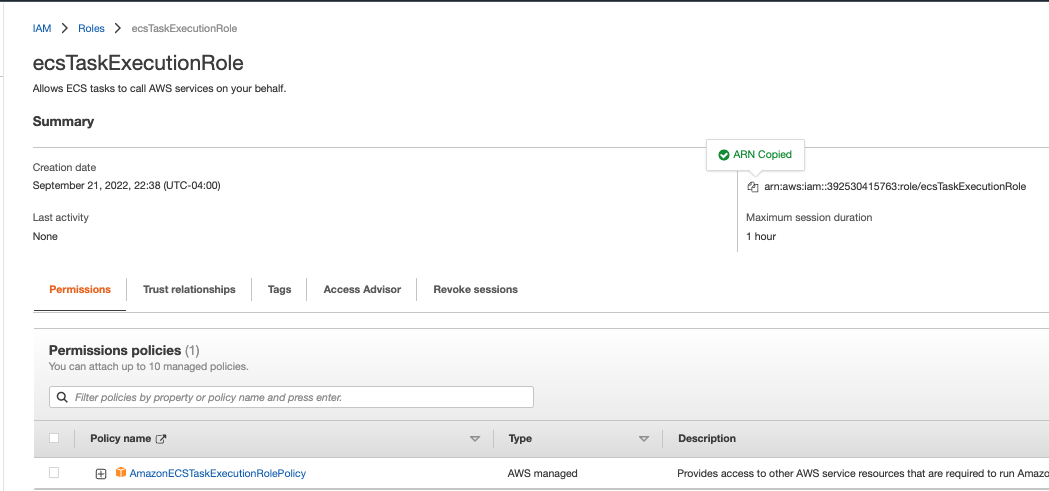 IAM > Roles > ecsTaskExecutionRole
ecsTaskExecutionRole
Allows ECS tasks to call AWS services on your behalf.
Summary
ARN Copied
Creation date
September 21, 2022, 22:38 (UTC-04:00)
arn:aws:iam::392530415763:role/ecsTaskExecutionRole
Last activity
Maximum session duration
None
1 hour
Permissions
Trust relationships
Tags
Access Advisor
Revoke sessions
Permissions policies (1)
You can attach up to 10 managed policies.
Filter policies by property or policy name and press enter.
Policy name
Type
Description
AmazonECSTaskExecutionRolePolicy
AWS managed
Provides access to other AWS service resources that are required to run Amazo